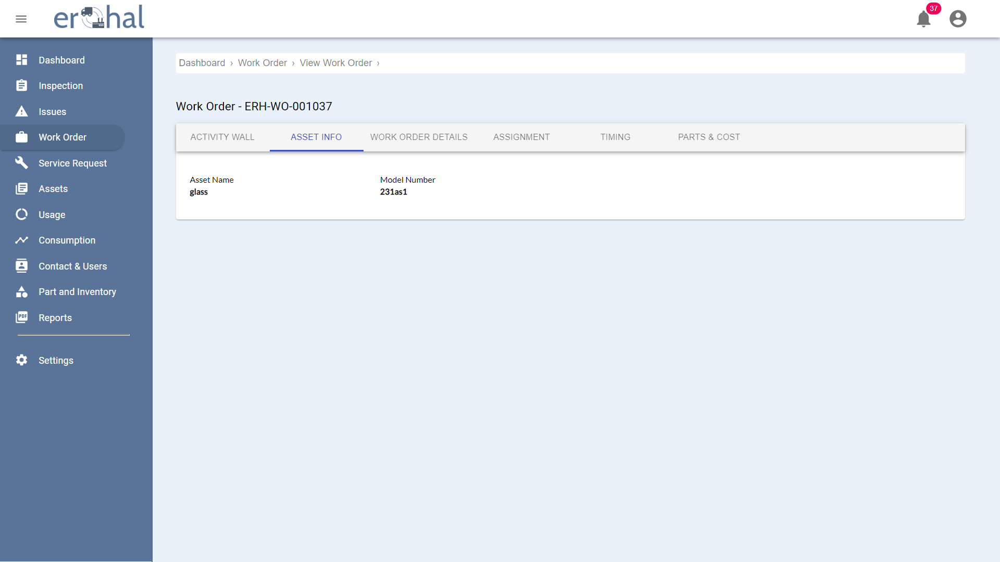 erohal
37
Dashboard
Inspection
Issues
Work Order
Service Request
Assets
Usage
Consumption
Contact & Users
Part and Inventory
PDF Reports
Settings
Dashboard › Work Order › View Work Order ›
Work Order - ERH-WO-001037
ACTIVITY WALL ASSET INFO WORK ORDER DETAILS ASSIGNMENT TIMING PARTS & COST
Asset Name Model Number
glass 231as1